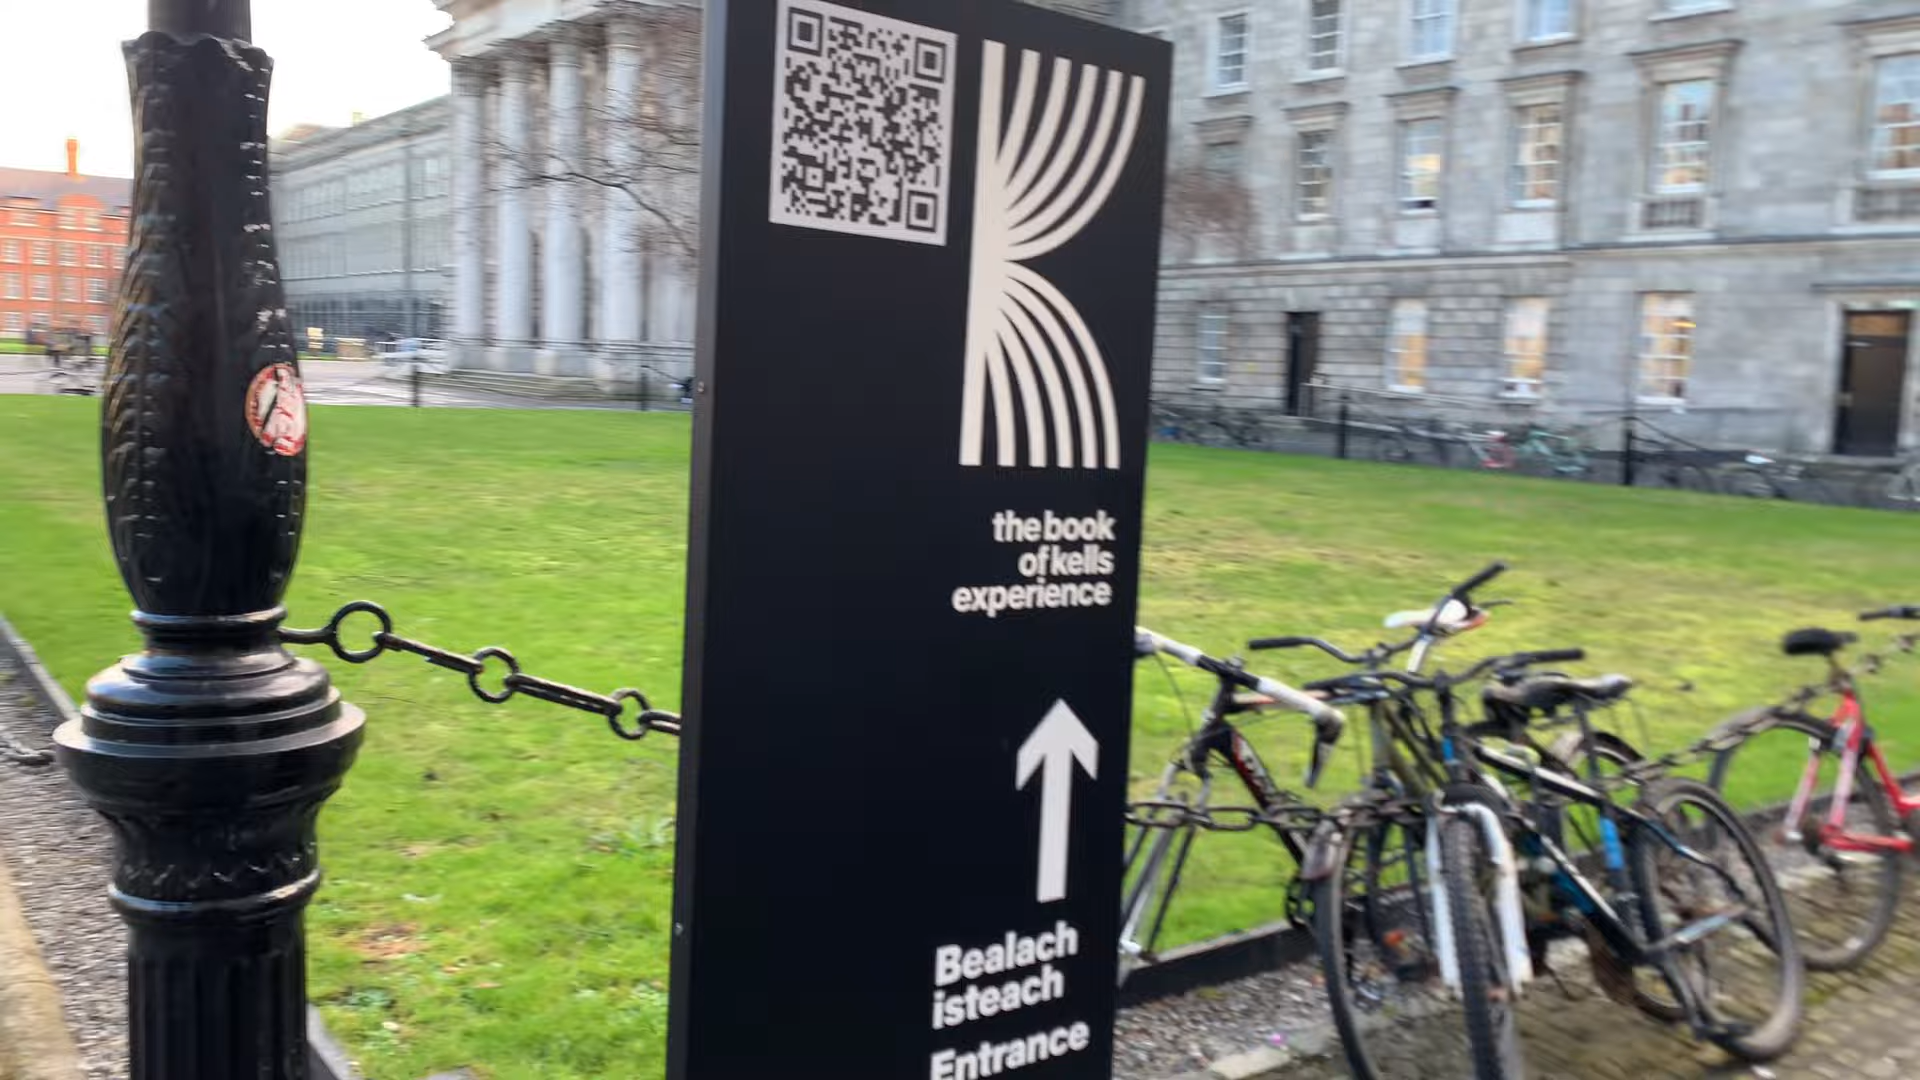 the book
of kells
experience
Bealach
isteach
Entrance